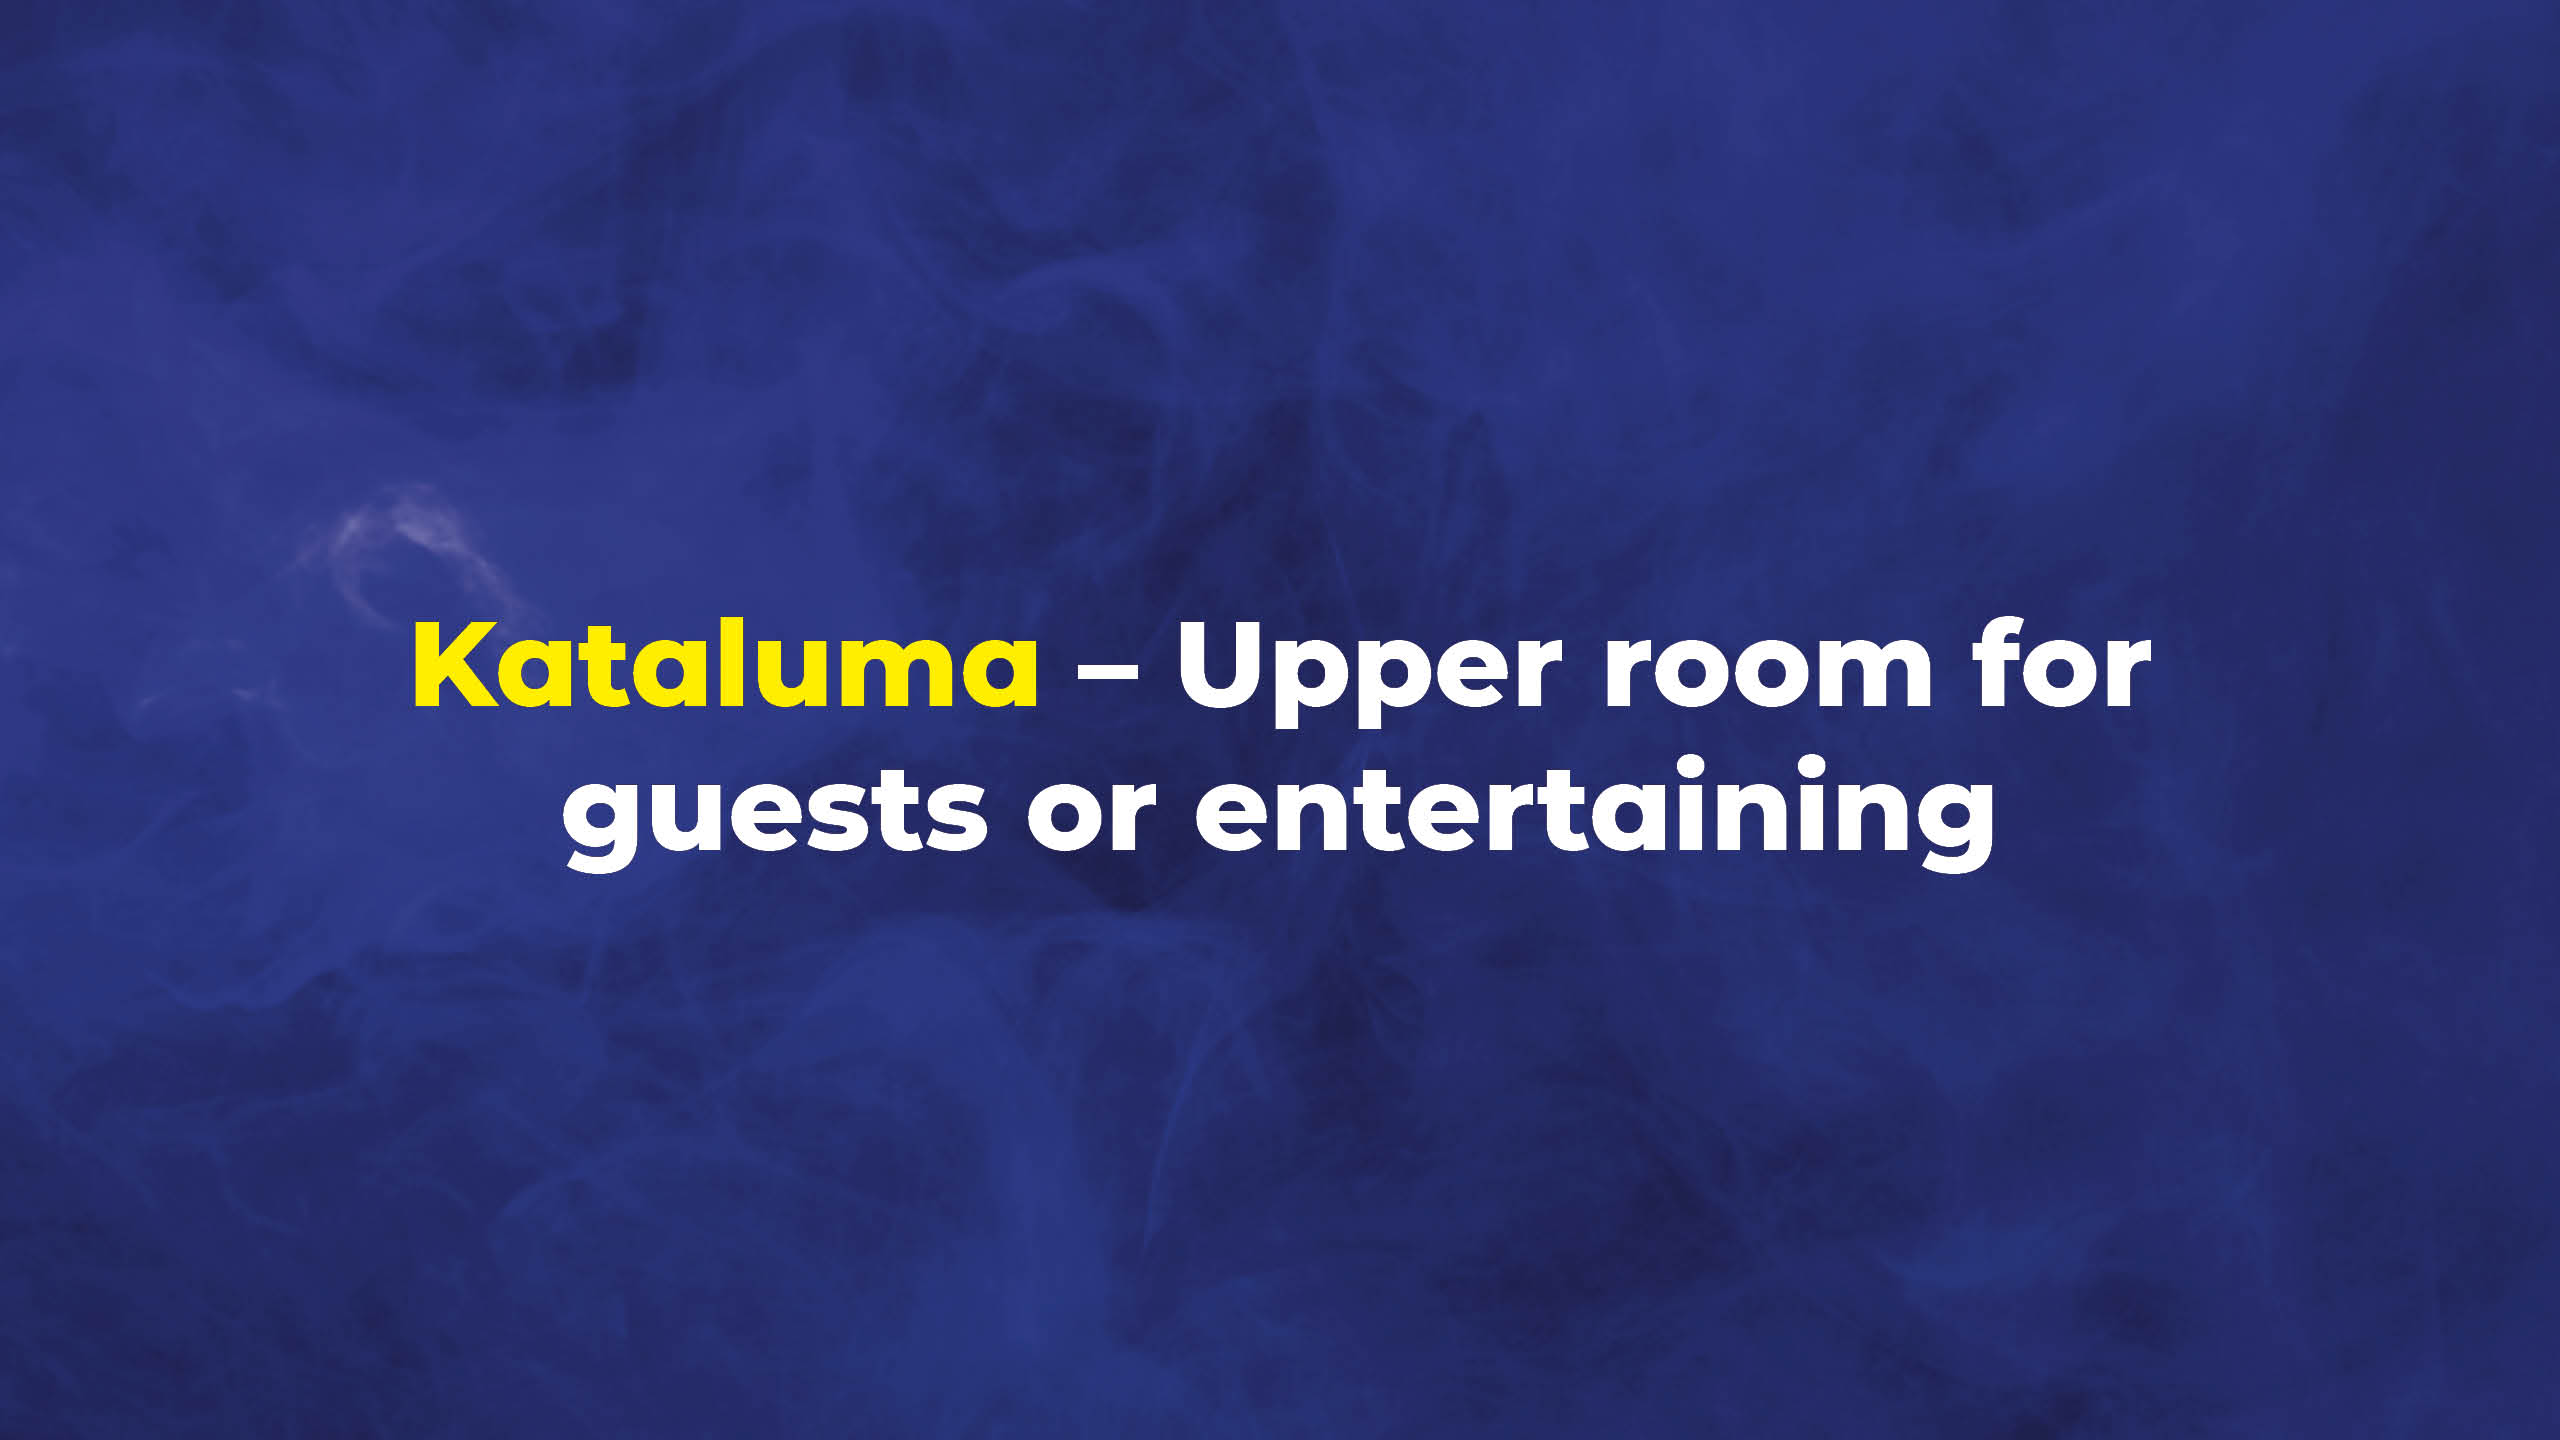 Kataluma – Upper room for
guests or entertaining